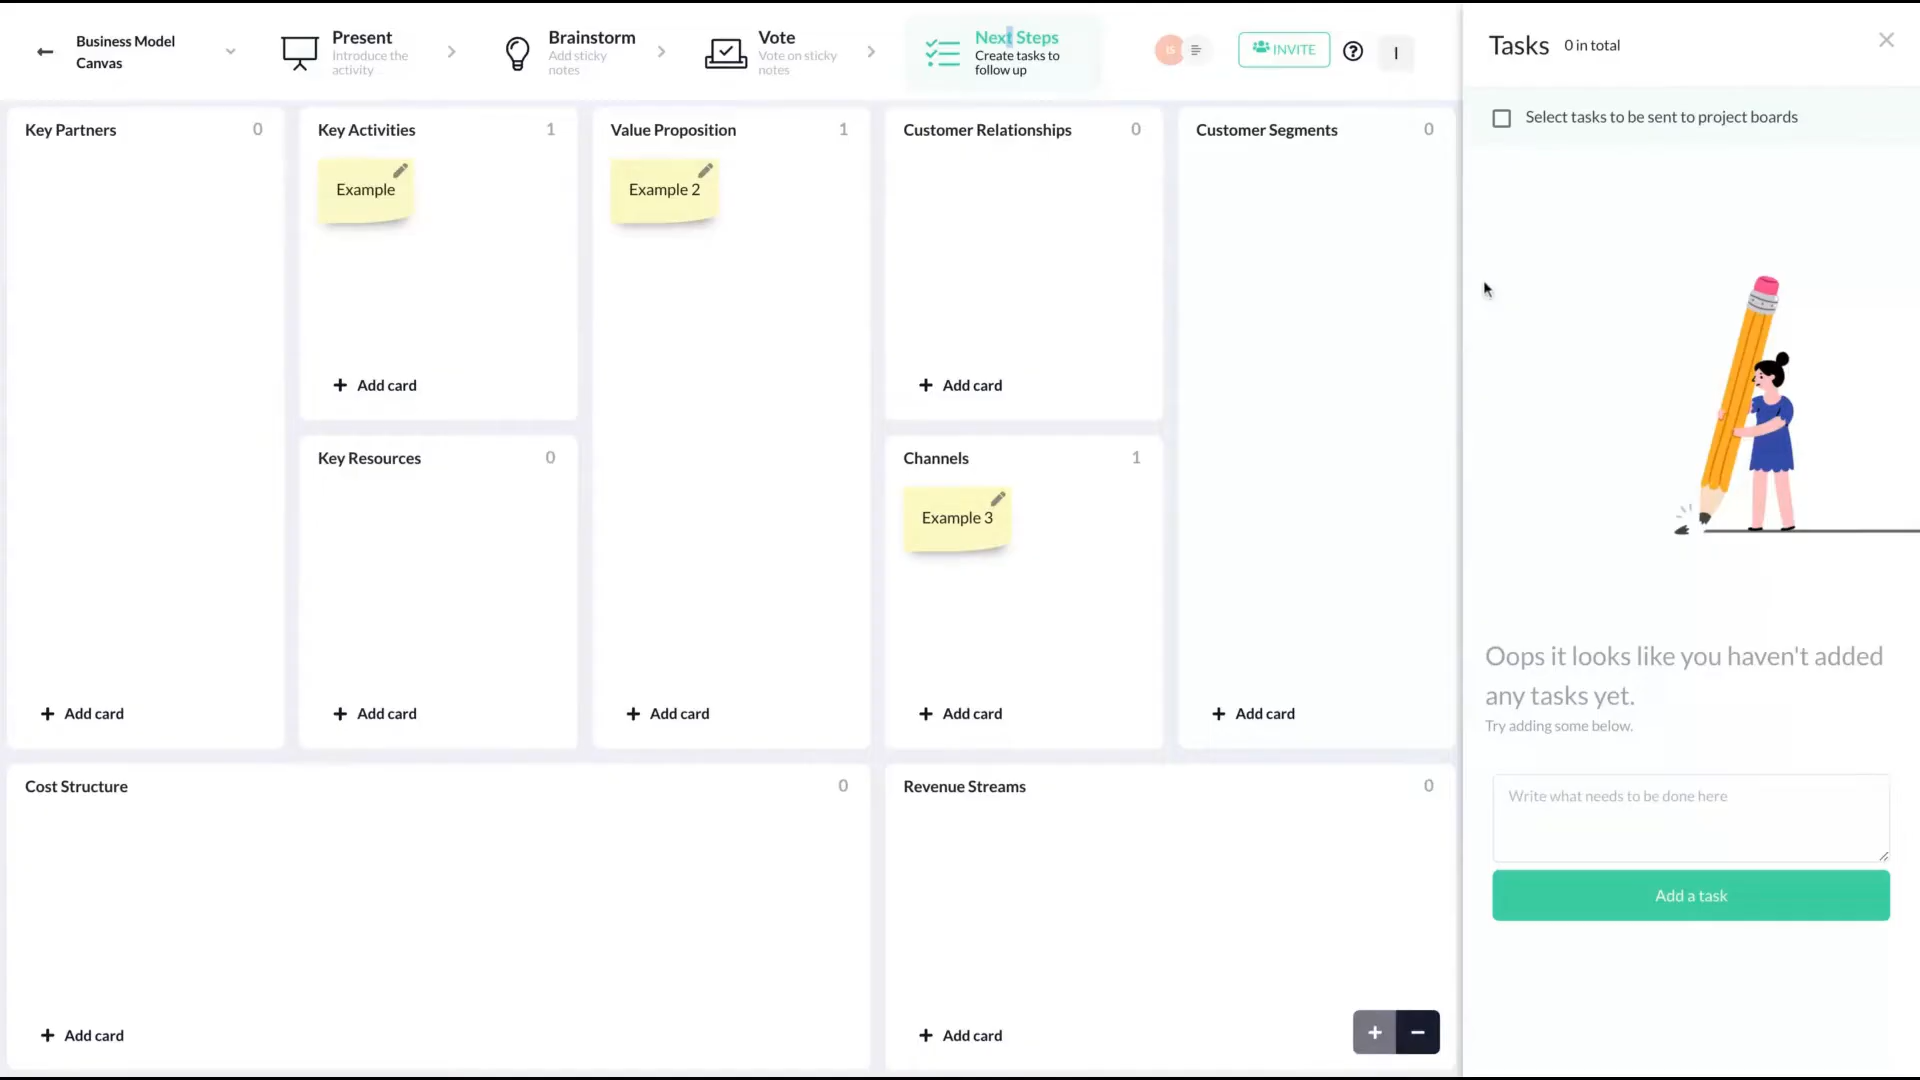 Business Model
Canvas
Present
Introduce the
activity
Brainstorm
Add sticky
notes
Vote
Vote on sticky
notes
Next Steps
Create tasks to
follow up
IS
INVITE
I
Tasks 0 in total
Select tasks to be sent to project boards
Key Partners 0
Key Activities 1
Value Proposition 1
Customer Relationships 0
Customer Segments 0
Example
Example 2
Add card
Add card
Key Resources 0
Channels 1
Example 3
Add card
Add card
Add card
Add card
Add card
Cost Structure 0
Revenue Streams 0
Add card
Add card
Oops it looks like you haven't added
any tasks yet.
Try adding some below.
Write what needs to be done here
Add a task